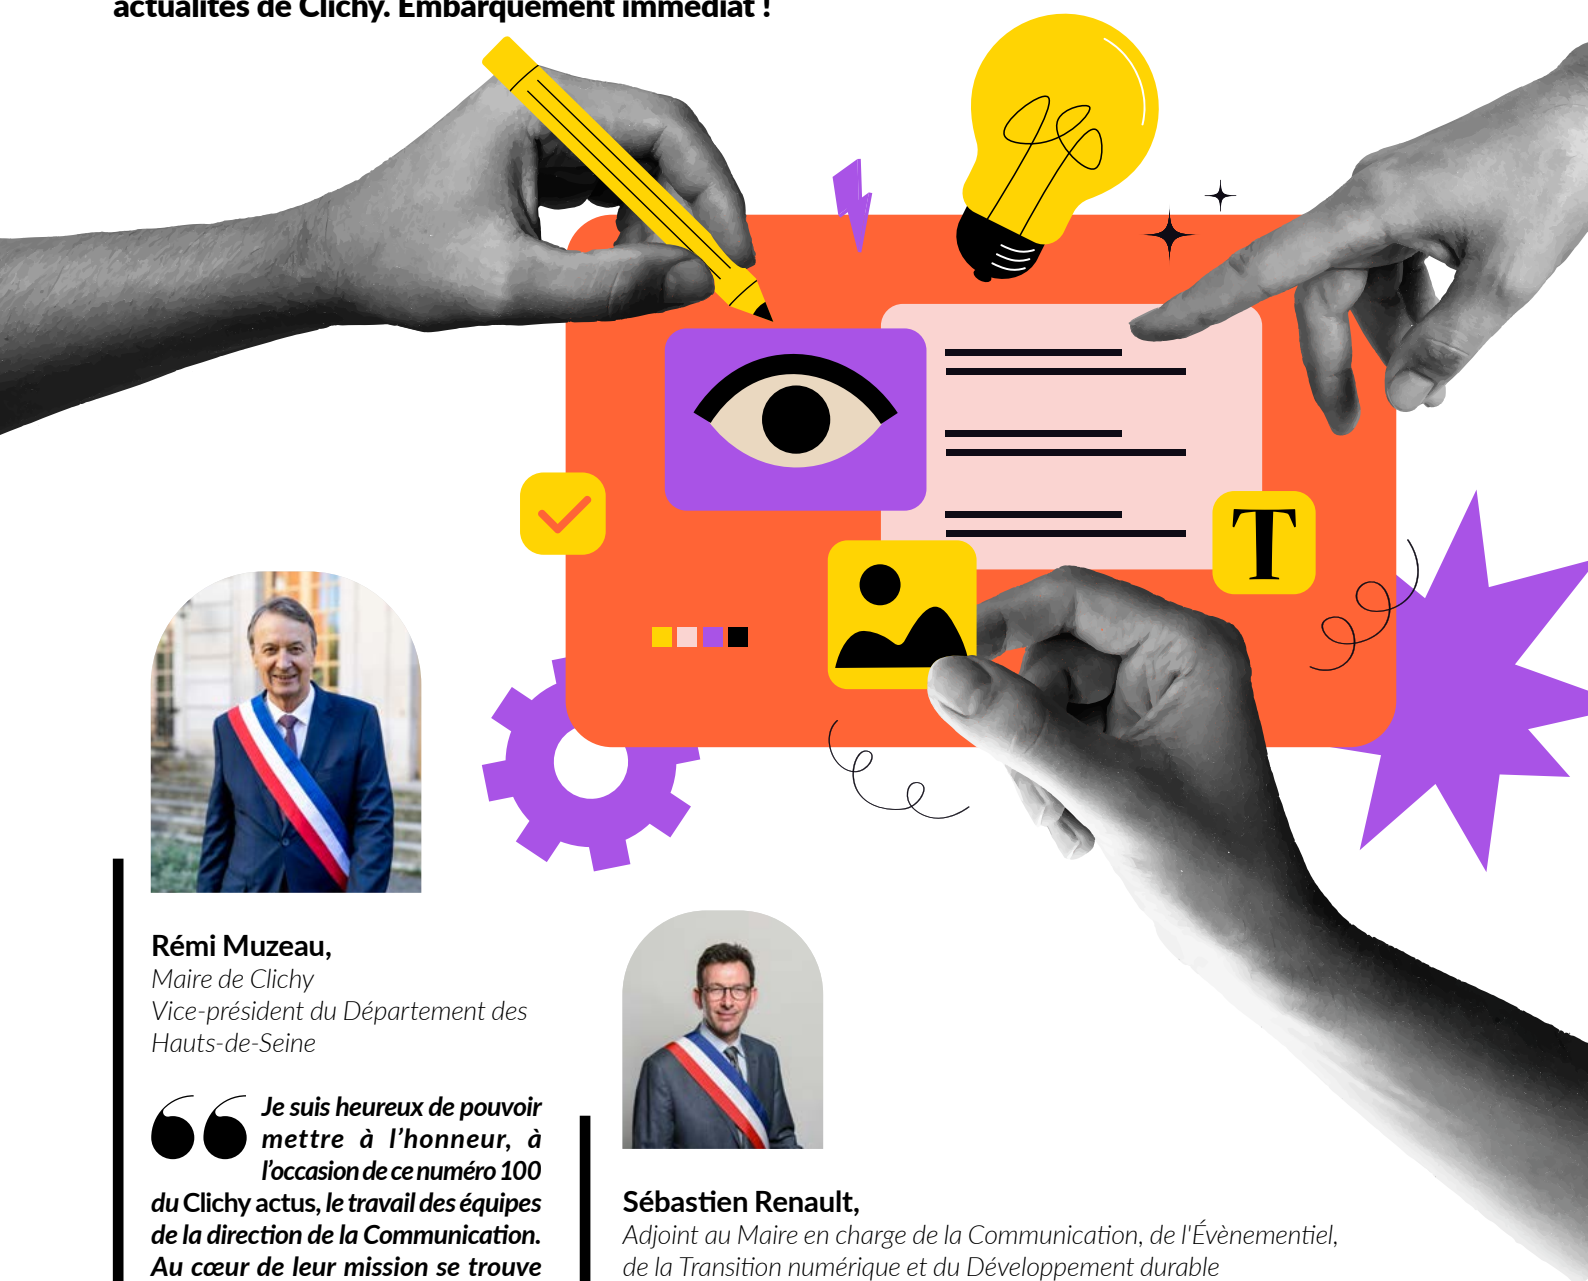 actualités de Clichy. Embarquement immédiat !
T
Rémi Muzeau,
Maire de Clichy
Vice-président du Département des
Hauts-de-Seine
Je suis heureux de pouvoir
mettre à l’honneur, à
l’occasion de ce numéro 100
du Clichy actus, le travail des équipes
de la direction de la Communication.
Au cœur de leur mission se trouve
Sébastien Renault,
Adjoint au Maire en charge de la Communication, de l'Évènementiel,
de la Transition numérique et du Développement durable